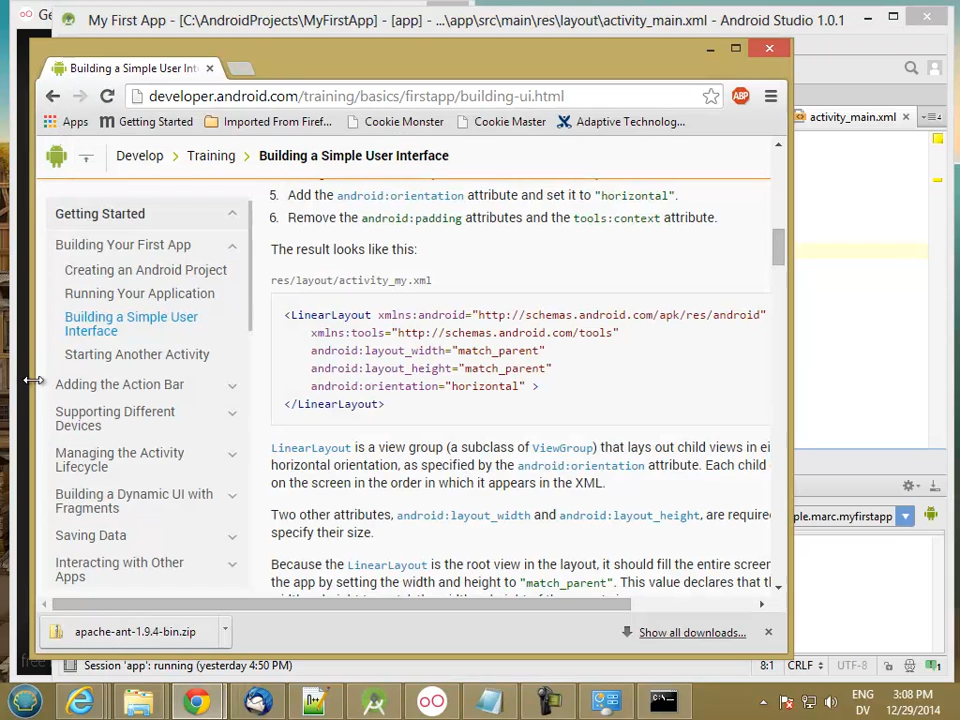 Ge
My First App - [C:\AndroidProjects\MyFirstApp] - [app] - ...\app\src\main\res\layout\activity_main.xml - Android Studio 1.0.1
Building a Simple User Int
developer.android.com/training/basics/firstapp/building-ui.html
ABP
Apps
Getting Started
Imported From Firef...
Cookie Monster
Cookie Master
Adaptive Technolog...
activity_main.xml
Develop
Training
Building a Simple User Interface
Getting Started
Building Your First App
Creating an Android Project
Running Your Application
Building a Simple User
Interface
Starting Another Activity
Adding the Action Bar
Supporting Different
Devices
Managing the Activity
Lifecycle
Building a Dynamic UI with
Fragments
Saving Data
Interacting with Other
Apps
5. Add the android:orientation attribute and set it to "horizontal".
6. Remove the android:padding attributes and the tools:context attribute.
The result looks like this:
res/layout/activity_my.xml
<LinearLayout xmlns:android="http://schemas.android.com/apk/res/android"
xmlns:tools="http://schemas.android.com/tools"
android:layout_width="match_parent"
android:layout_height="match_parent"
android:orientation="horizontal" >
</LinearLayout>
LinearLayout is a view group (a subclass of ViewGroup) that lays out child views in ei
horizontal orientation, as specified by the android:orientation attribute. Each child
on the screen in the order in which it appears in the XML.
Two other attributes, android:layout_width and android:layout_height, are require
specify their size.
Because the LinearLayout is the root view in the layout, it should fill the entire screen
the app by setting the width and height to "match_parent". This value declares that th
ple.marc.myfirstapp
apache-ant-1.9.4-bin.zip
Show all downloads...
free
Session 'app': running (yesterday 4:50 PM)
8:1
CRLF
UTF-8
1
ENG
DV
3:08 PM
12/29/2014